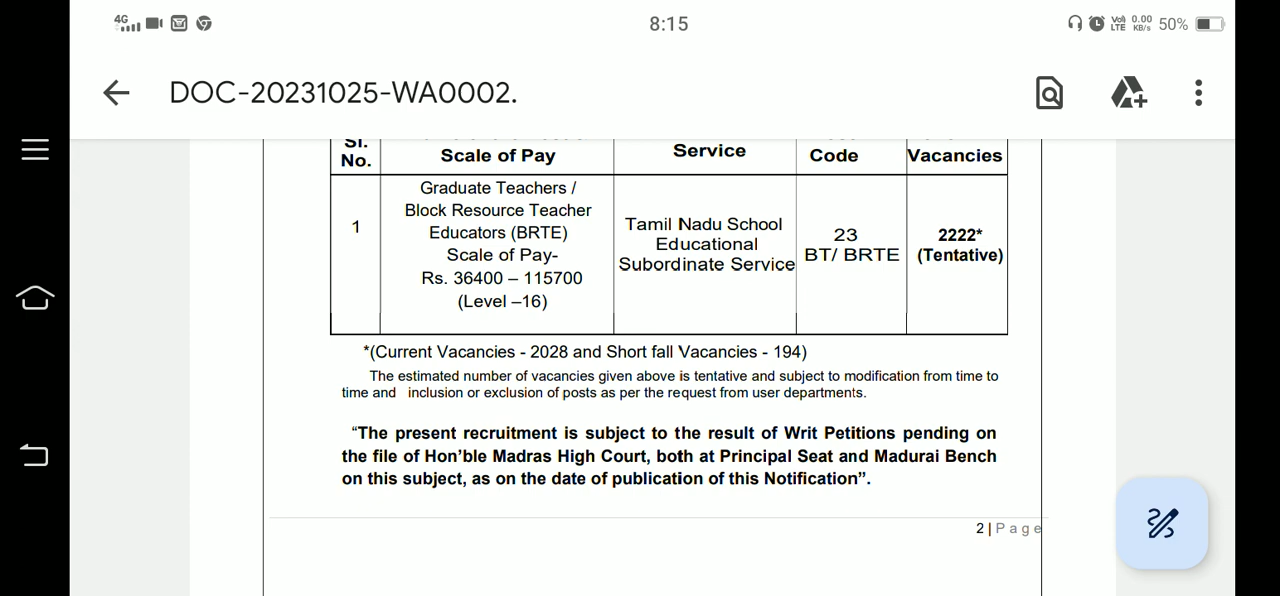 4G 8:15 VoI) LTE 0.00 KB/s 50%
DOC-20231025-WA0002.
Sl. No. Scale of Pay Service Code Vacancies
1
Graduate Teachers /
Block Resource Teacher
Educators (BRTE)
Scale of Pay-
Rs. 36400 – 115700
(Level –16)
Tamil Nadu School
Educational
Subordinate Service
23
BT/ BRTE
2222*
(Tentative)
*(Current Vacancies - 2028 and Short fall Vacancies - 194)
The estimated number of vacancies given above is tentative and subject to modification from time to
time and inclusion or exclusion of posts as per the request from user departments.
“The present recruitment is subject to the result of Writ Petitions pending on
the file of Hon’ble Madras High Court, both at Principal Seat and Madurai Bench
on this subject, as on the date of publication of this Notification”.
2 | Page